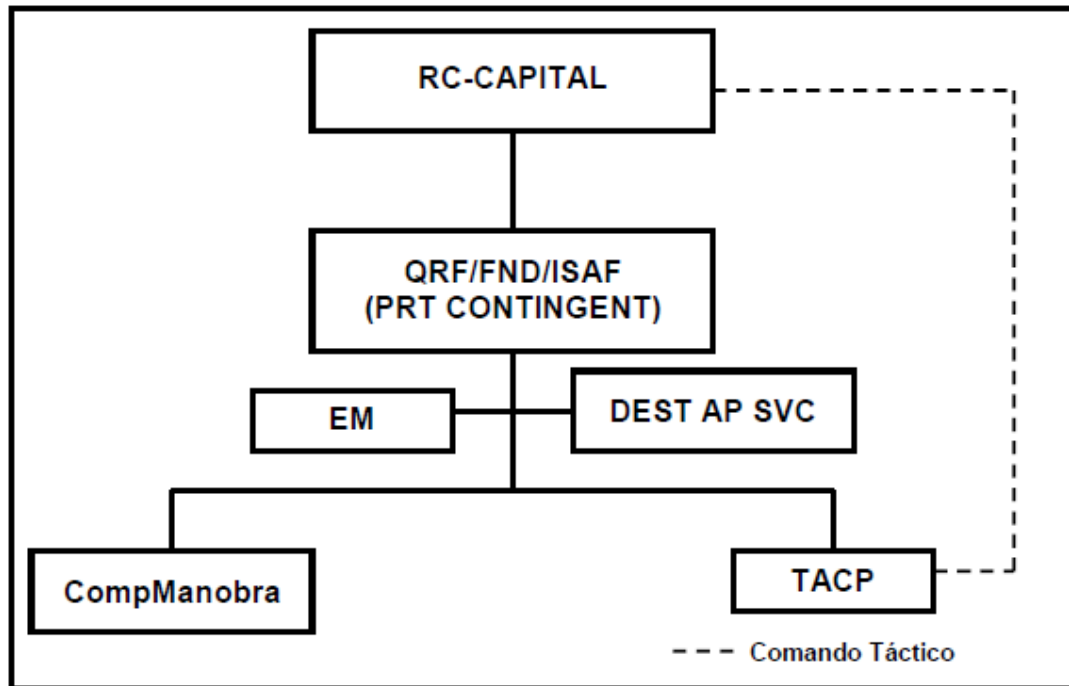 RC-CAPITAL
QRF/FND/ISAF
(PRT CONTINGENT)
EM
DEST AP SVC
CompManobra
TACP
Comando Táctico